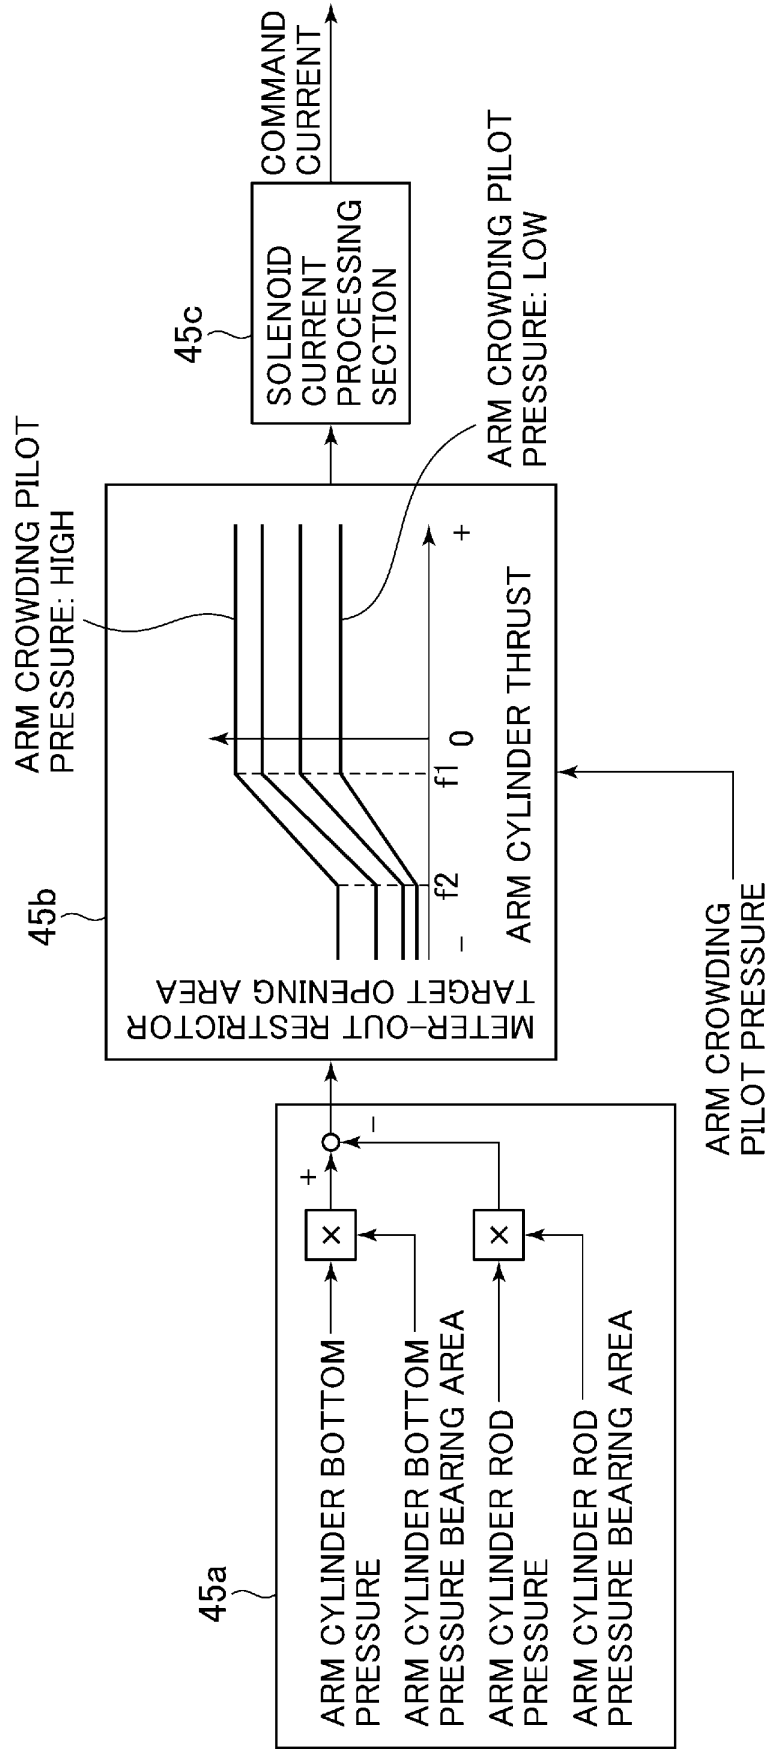 45a
ARM CYLINDER BOTTOM
PRESSURE
ARM CYLINDER BOTTOM
PRESSURE BEARING AREA
ARM CYLINDER ROD
PRESSURE
ARM CYLINDER ROD
PRESSURE BEARING AREA
×
×
+
−
45b
METER-OUT RESTRICTOR
TARGET OPENING AREA
ARM CROWDING PILOT
PRESSURE: HIGH
−
f2
f1
0
+
ARM CYLINDER THRUST
ARM CROWDING
PILOT PRESSURE
ARM CROWDING PILOT
PRESSURE: LOW
45c
SOLENOID
CURRENT
PROCESSING
SECTION
COMMAND
CURRENT